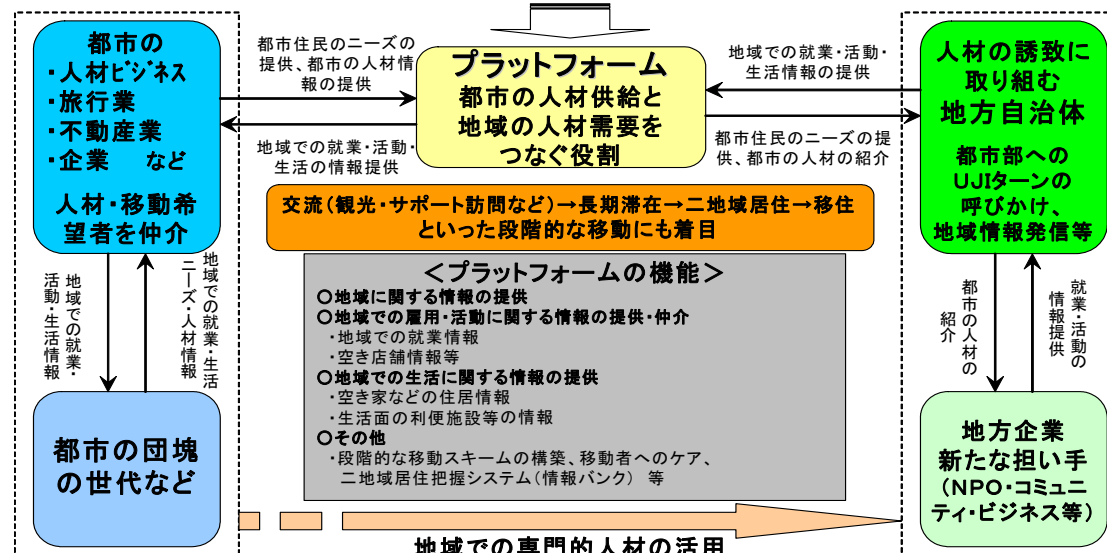 都市の
・人材ﾋﾞｼﾞﾈｽ
・旅行業
・不動産業
・企業　など
人材・移動希
望者を仲介
都市住民のニーズの
提供、都市の人材情
報の提供
地域での就業・活動・
生活の情報提供
プラットフォーム
都市の人材供給と
地域の人材需要を
つなぐ役割
地域での就業・活動・
生活情報の提供
都市住民のニーズの提
供、都市の人材の紹介
人材の誘致に
取り組む
地方自治体
都市部への
UJIターンの
呼びかけ、
地域情報発信等
交流（観光・サポート訪問など）→長期滞在→二地域居住→移住
といった段階的な移動にも着目
地域での就業・
活動・生活情報
地域での就業・生活
ニーズ・人材情報
＜プラットフォームの機能＞
○地域に関する情報の提供
○地域での雇用・活動に関する情報の提供・仲介
・地域での就業情報
・空き店舗情報等
○地域での生活に関する情報の提供
・空き家などの住居情報
・生活面の利便施設等の情報
○その他
・段階的な移動スキームの構築、移動者へのケア、
二地域居住把握システム（情報バンク）　等
都市の人材の
紹介
就業・活動の
情報提供
都市の団塊
の世代など
地方企業
新たな担い手
（NPO・コミュニ
ティ・ビジネス等）
地域での専門的人材の活用